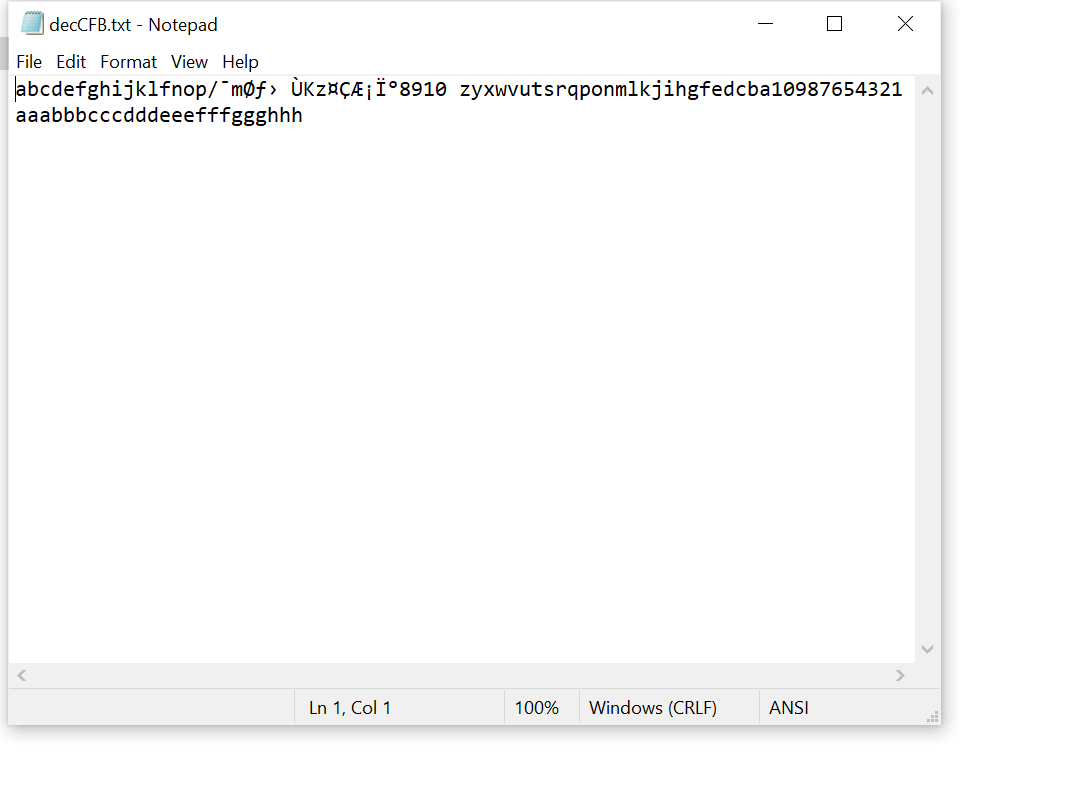 decCFB.txt - Notepad
File Edit Format View Help
abcdefghijklfnop/¯mØƒ› ÙKz¤ÇÆ¡Ï°8910 zyxwvutsrqponmlkjihgfedcba10987654321
aaabbbcccdddeeefffggghhh
Ln 1, Col 1 100% Windows (CRLF) ANSI